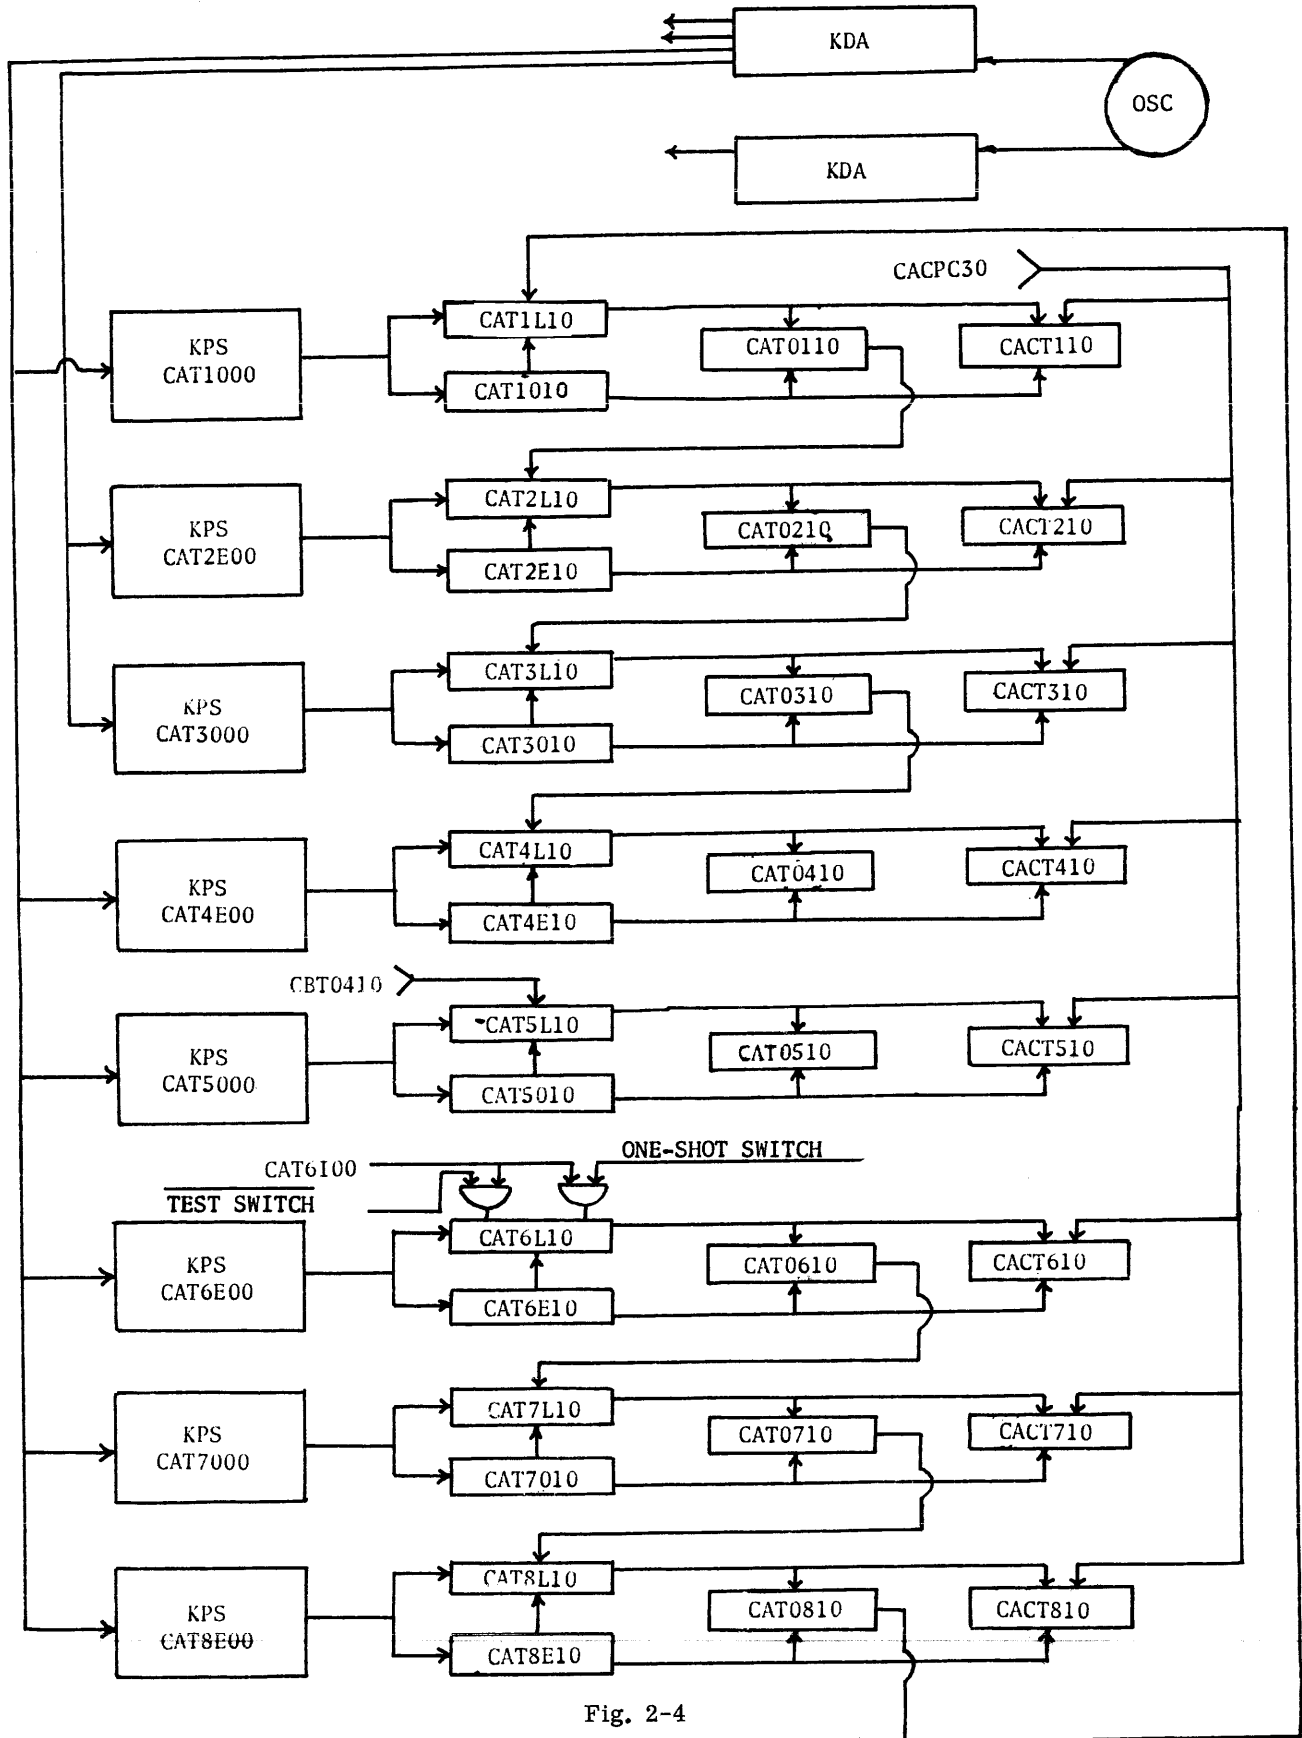 KDA
OSC
KDA
CACPC30
KPS
CAT1000
CAT1L10
CAT1010
CAT0110
CACT110
KPS
CAT2E00
CAT2L10
CAT2E10
CAT0210
CACT210
KPS
CAT3000
CAT3L10
CAT3010
CAT0310
CACT310
KPS
CAT4E00
CAT4L10
CAT4E10
CAT0410
CACT410
CBT0410
KPS
CAT5000
CAT5L10
CAT5010
CAT0510
CACT510
CAT6I00
ONE-SHOT SWITCH
TEST SWITCH
KPS
CAT6E00
CAT6L10
CAT6E10
CAT0610
CACT610
KPS
CAT7000
CAT7L10
CAT7010
CAT0710
CACT710
KPS
CAT8E00
CAT8L10
CAT8E10
CAT0810
CACT810
Fig. 2-4